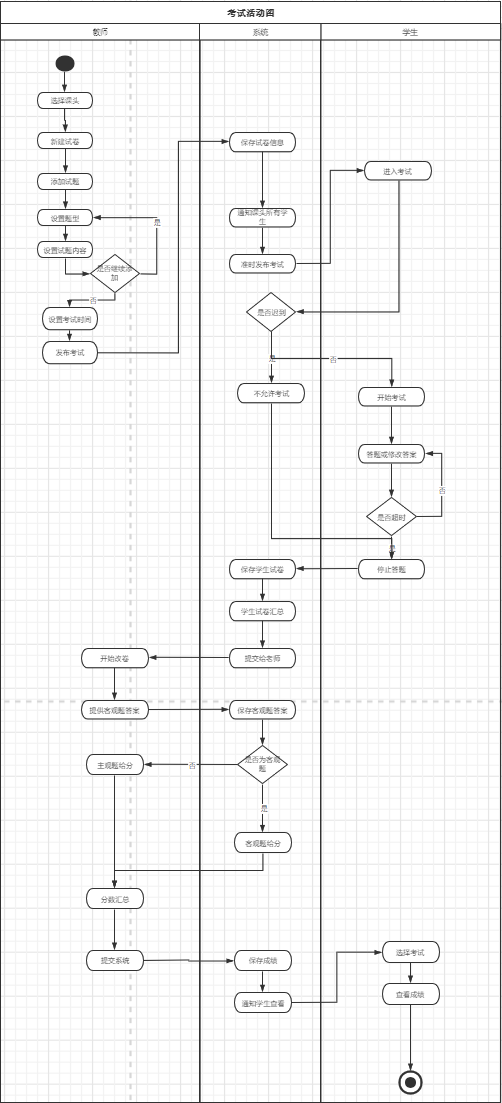 考试活动图
教师
系统
学生
选择课头
新建试卷
添加试题
设置题型
设置试题内容
是否继续添
加
是
否
设置考试时间
发布考试
保存试卷信息
通知课头所有学
生
准时发布考试
进入考试
是否迟到
是
否
不允许考试
开始考试
答题或修改答案
是否超时
否
是
停止答题
保存学生试卷
学生试卷汇总
提交给老师
开始改卷
提供客观题答案
保存客观题答案
是否为客观
题
否
是
主观题给分
客观题给分
分数汇总
提交系统
保存成绩
通知学生查看
选择考试
查看成绩